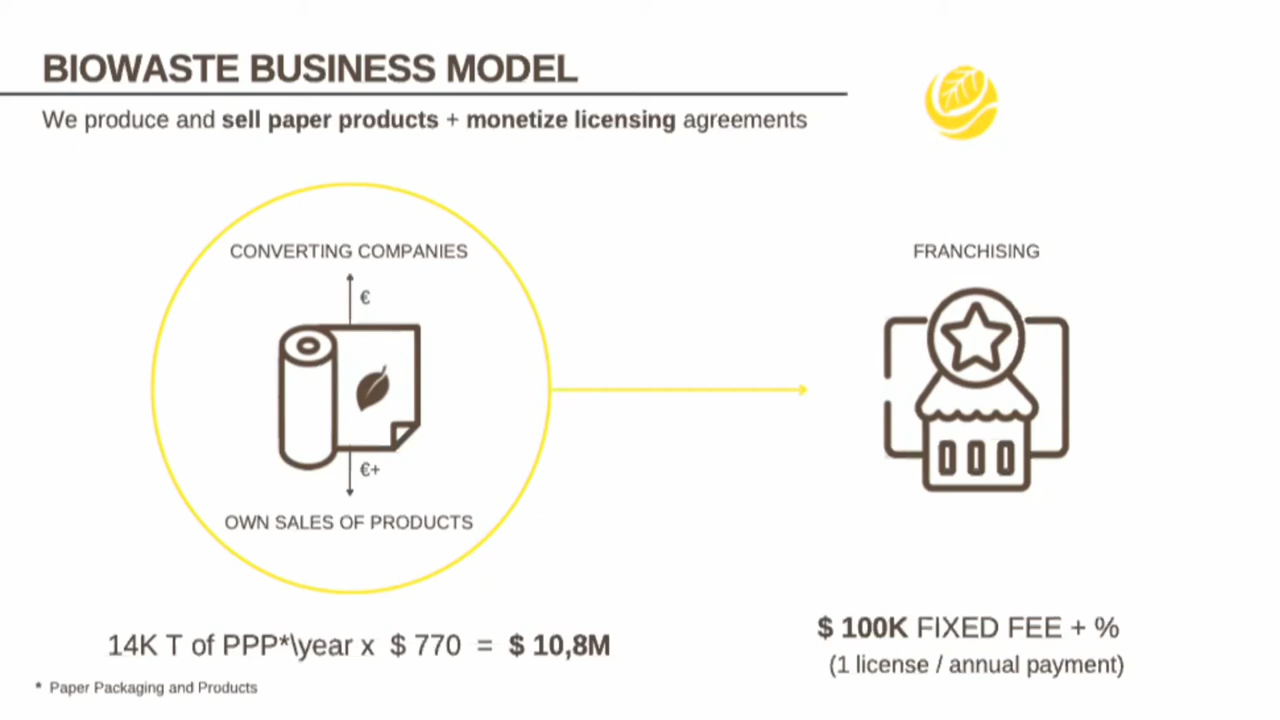 BIOWASTE BUSINESS MODEL
We produce and sell paper products + monetize licensing agreements
CONVERTING COMPANIES
€
€+
OWN SALES OF PRODUCTS
FRANCHISING
14K T of PPP*\year x $ 770 = $ 10,8M
* Paper Packaging and Products
$ 100K FIXED FEE + %
(1 license / annual payment)